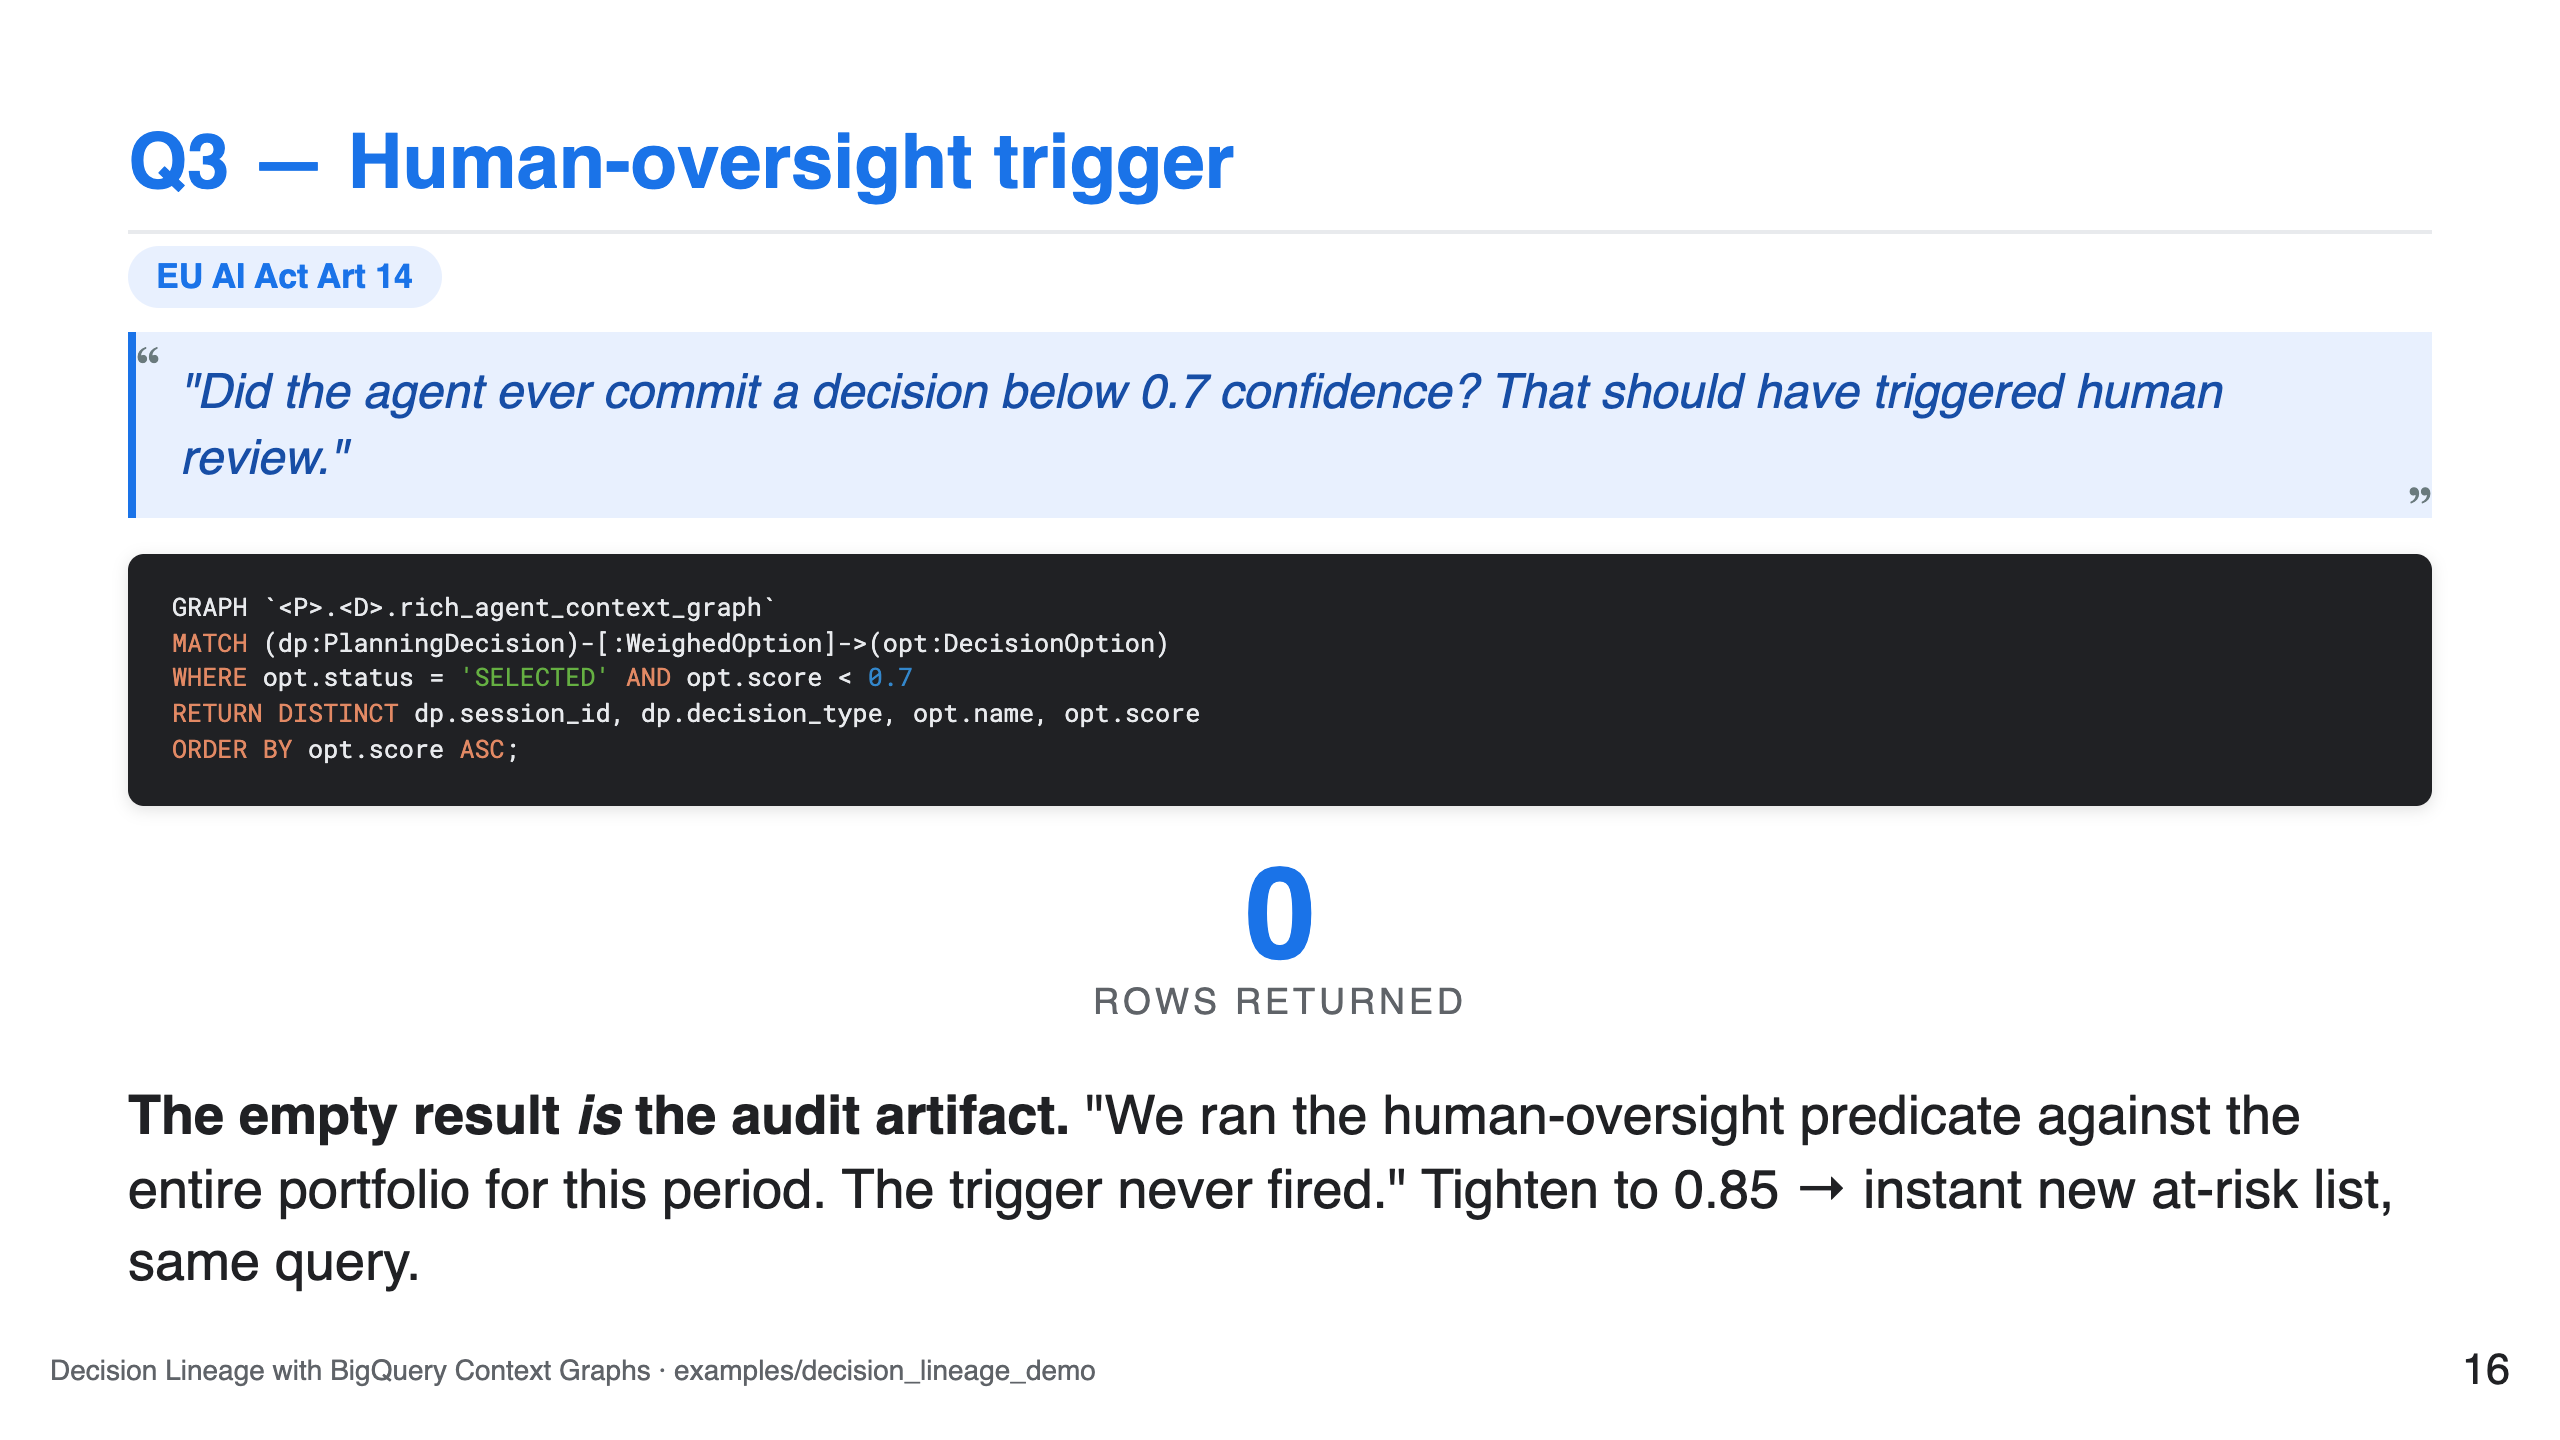 Q3 — Human-oversight trigger
EU AI Act Art 14
“
"Did the agent ever commit a decision below 0.7 confidence? That should have triggered human
review."
”
GRAPH `<P>.<D>.rich_agent_context_graph`
MATCH (dp:PlanningDecision)-[:WeighedOption]->(opt:DecisionOption)
WHERE opt.status = 'SELECTED' AND opt.score < 0.7
RETURN DISTINCT dp.session_id, dp.decision_type, opt.name, opt.score
ORDER BY opt.score ASC;
0
ROWS RETURNED
The empty result is the audit artifact. "We ran the human-oversight predicate against the
entire portfolio for this period. The trigger never fired." Tighten to 0.85 → instant new at-risk list,
same query.
Decision Lineage with BigQuery Context Graphs · examples/decision_lineage_demo
16